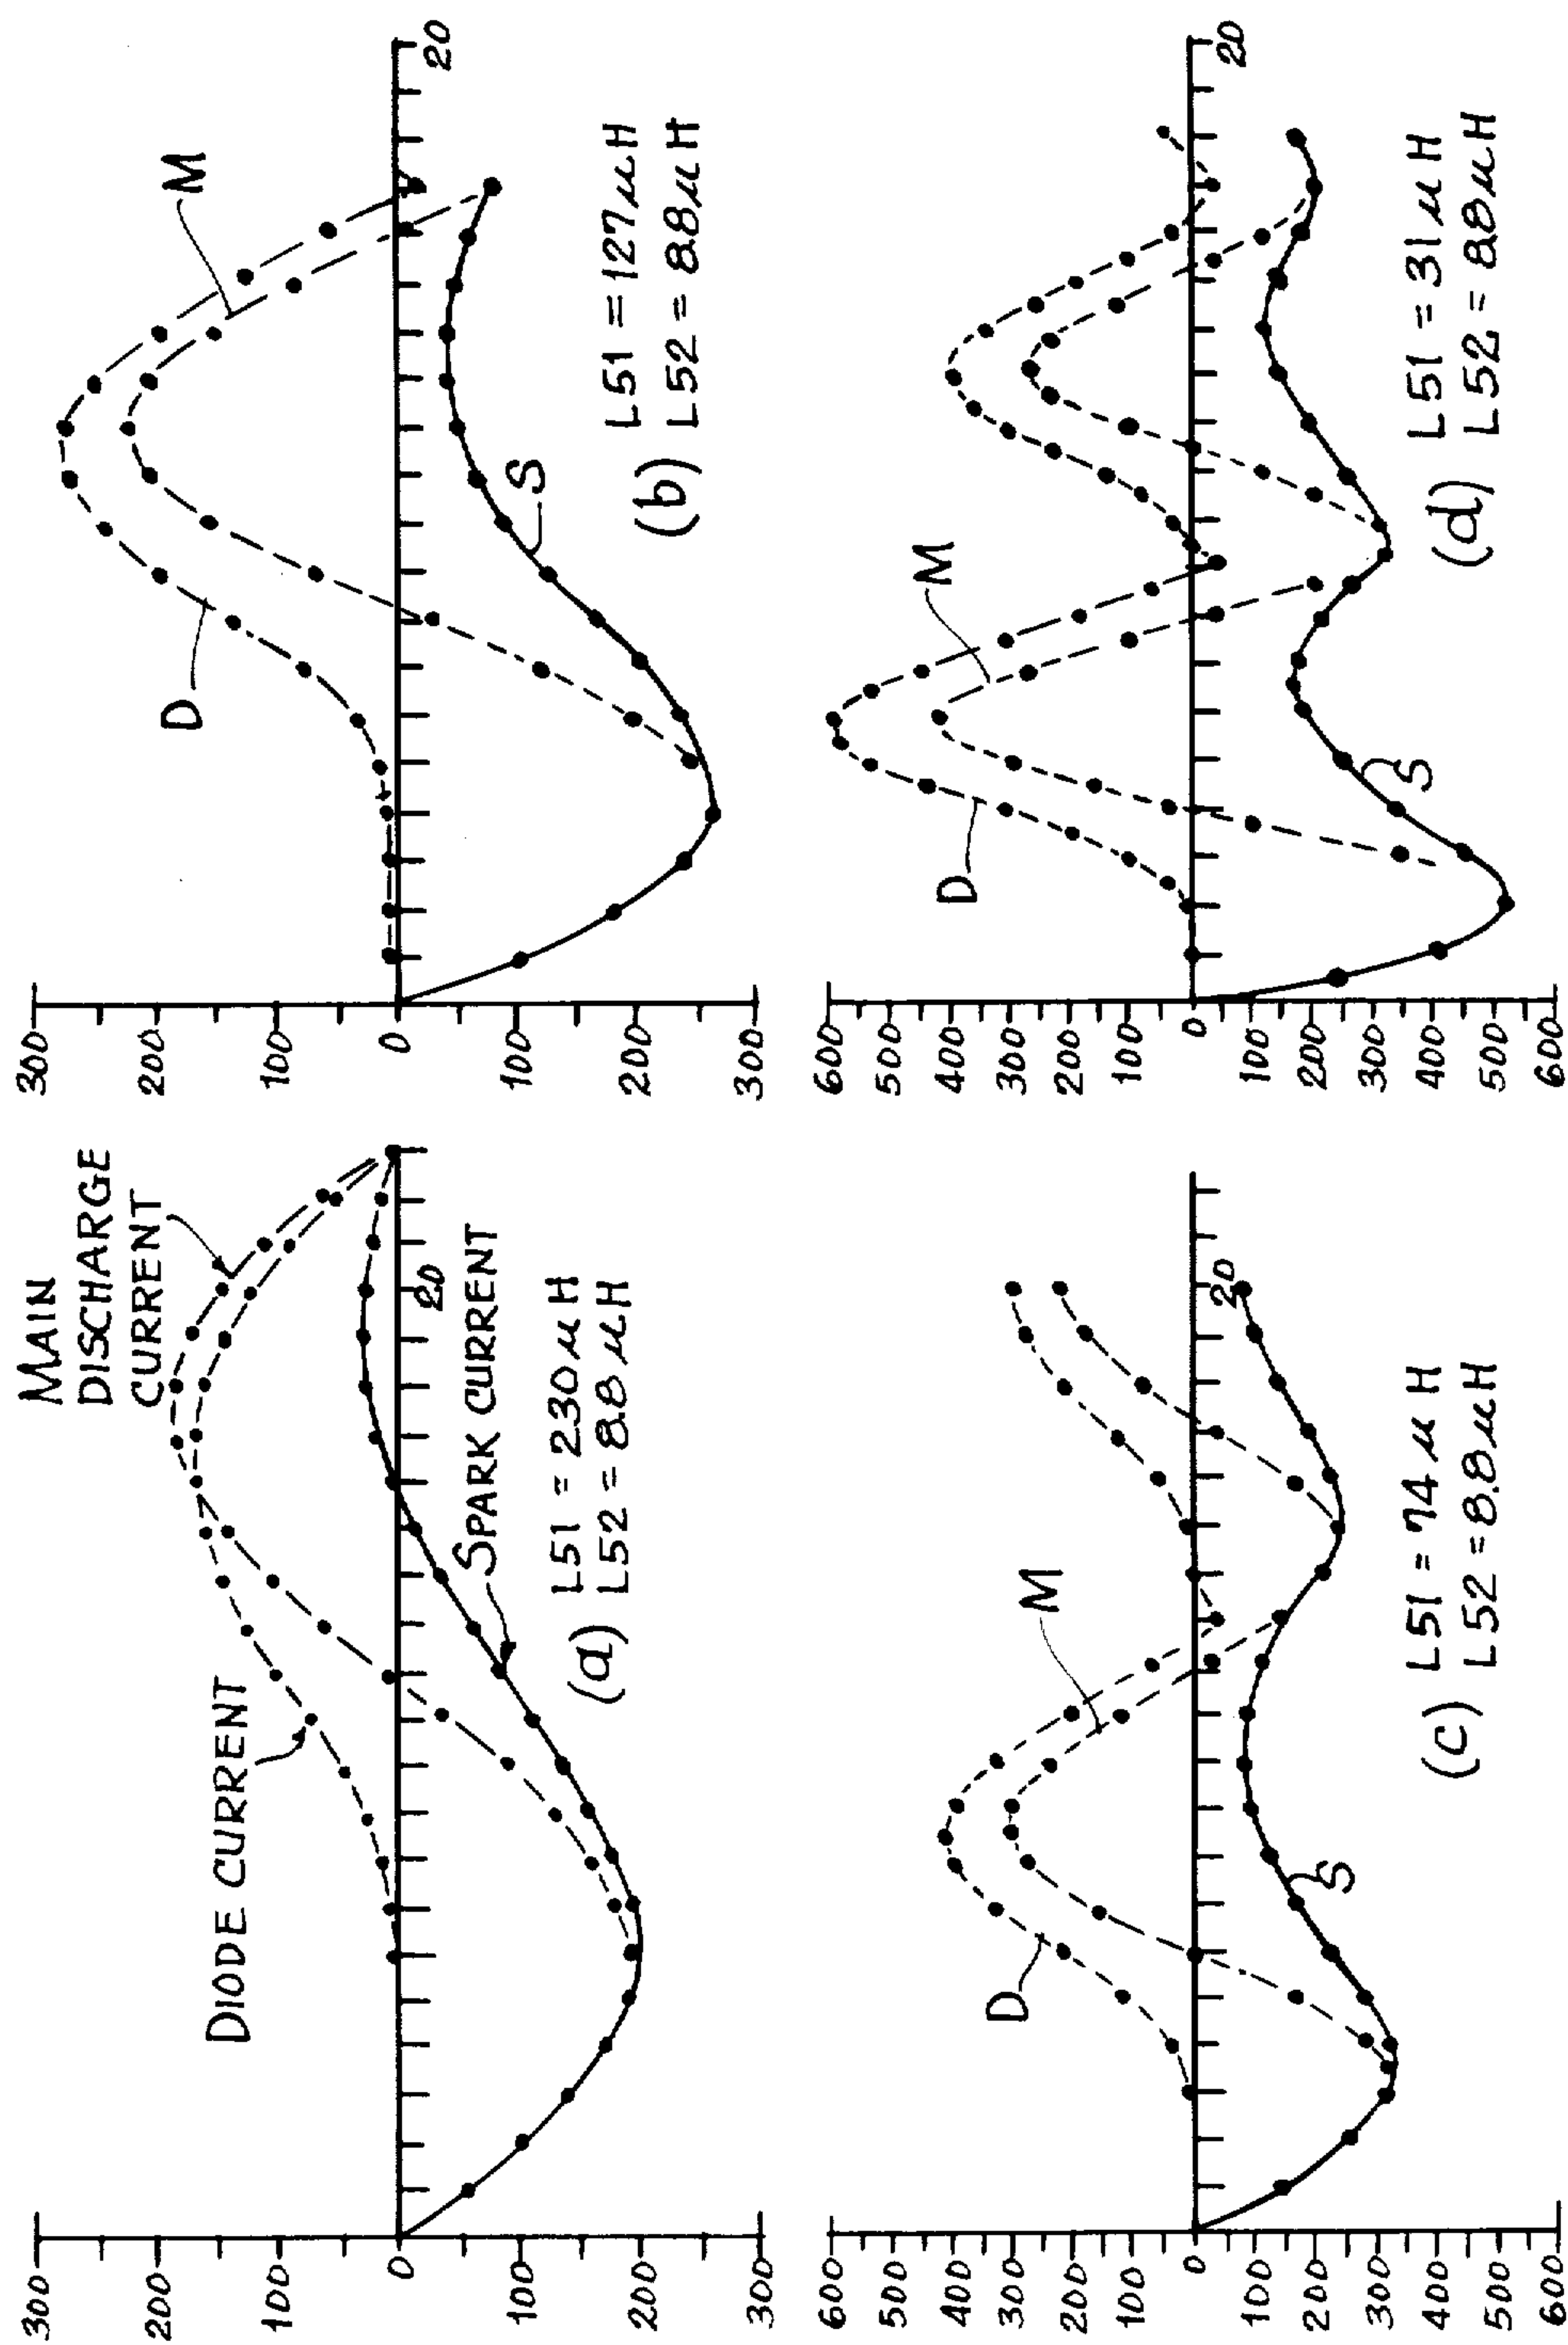 MAIN
DISCHARGE
CURRENT
DIODE CURRENT
300
200
100
0
100
200
300
20
SPARK CURRENT
(a) L51 = 230 μH
L52 = 8.8 μH
300
200
100
0
100
200
300
D
M
S
20
(b) L51 = 127 μH
L52 = 8.8 μH
600
500
400
300
200
100
0
100
200
300
400
500
600
D
M
S
20
(c) L51 = 74 μH
L52 = 8.8 μH
600
500
400
300
200
100
0
100
200
300
400
500
600
D
M
S
20
(d) L51 = 31 μH
L52 = 8.8 μH